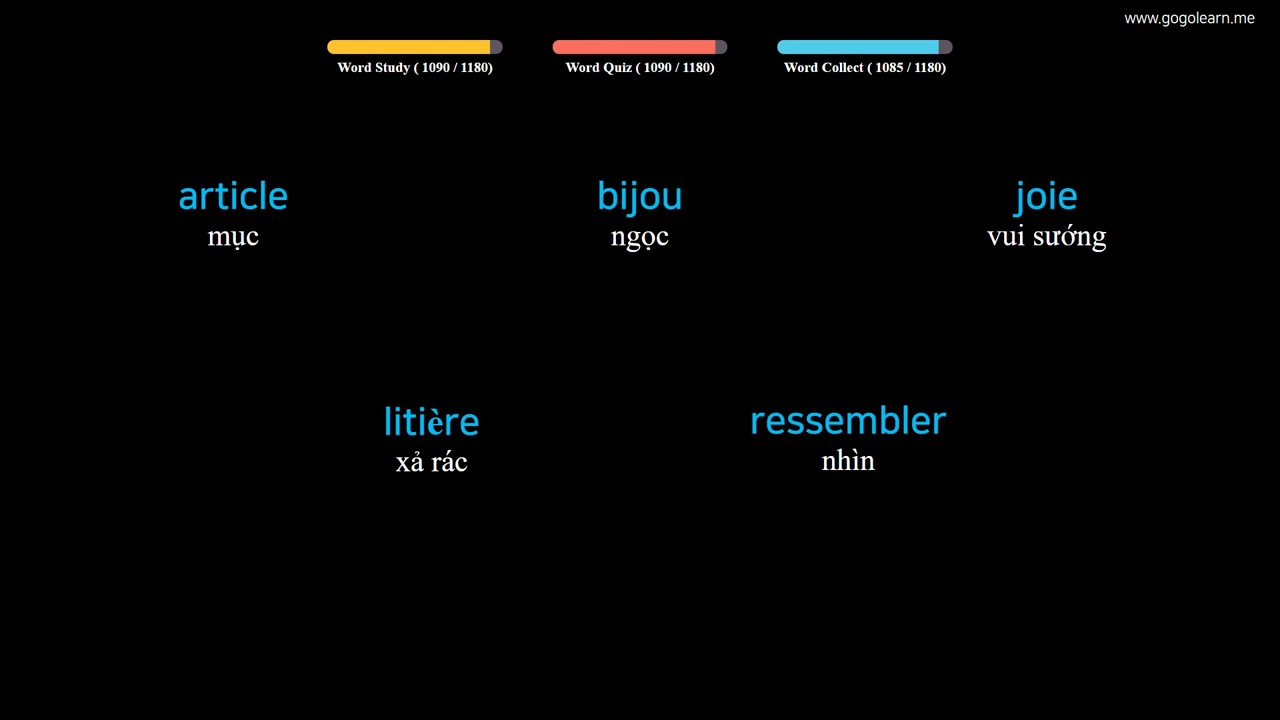 www.gogolearn.me
Word Study ( 1090 / 1180)
Word Quiz ( 1090 / 1180)
Word Collect ( 1085 / 1180)
article
mục
bijou
ngọc
joie
vui sướng
litière
xả rác
ressembler
nhìn